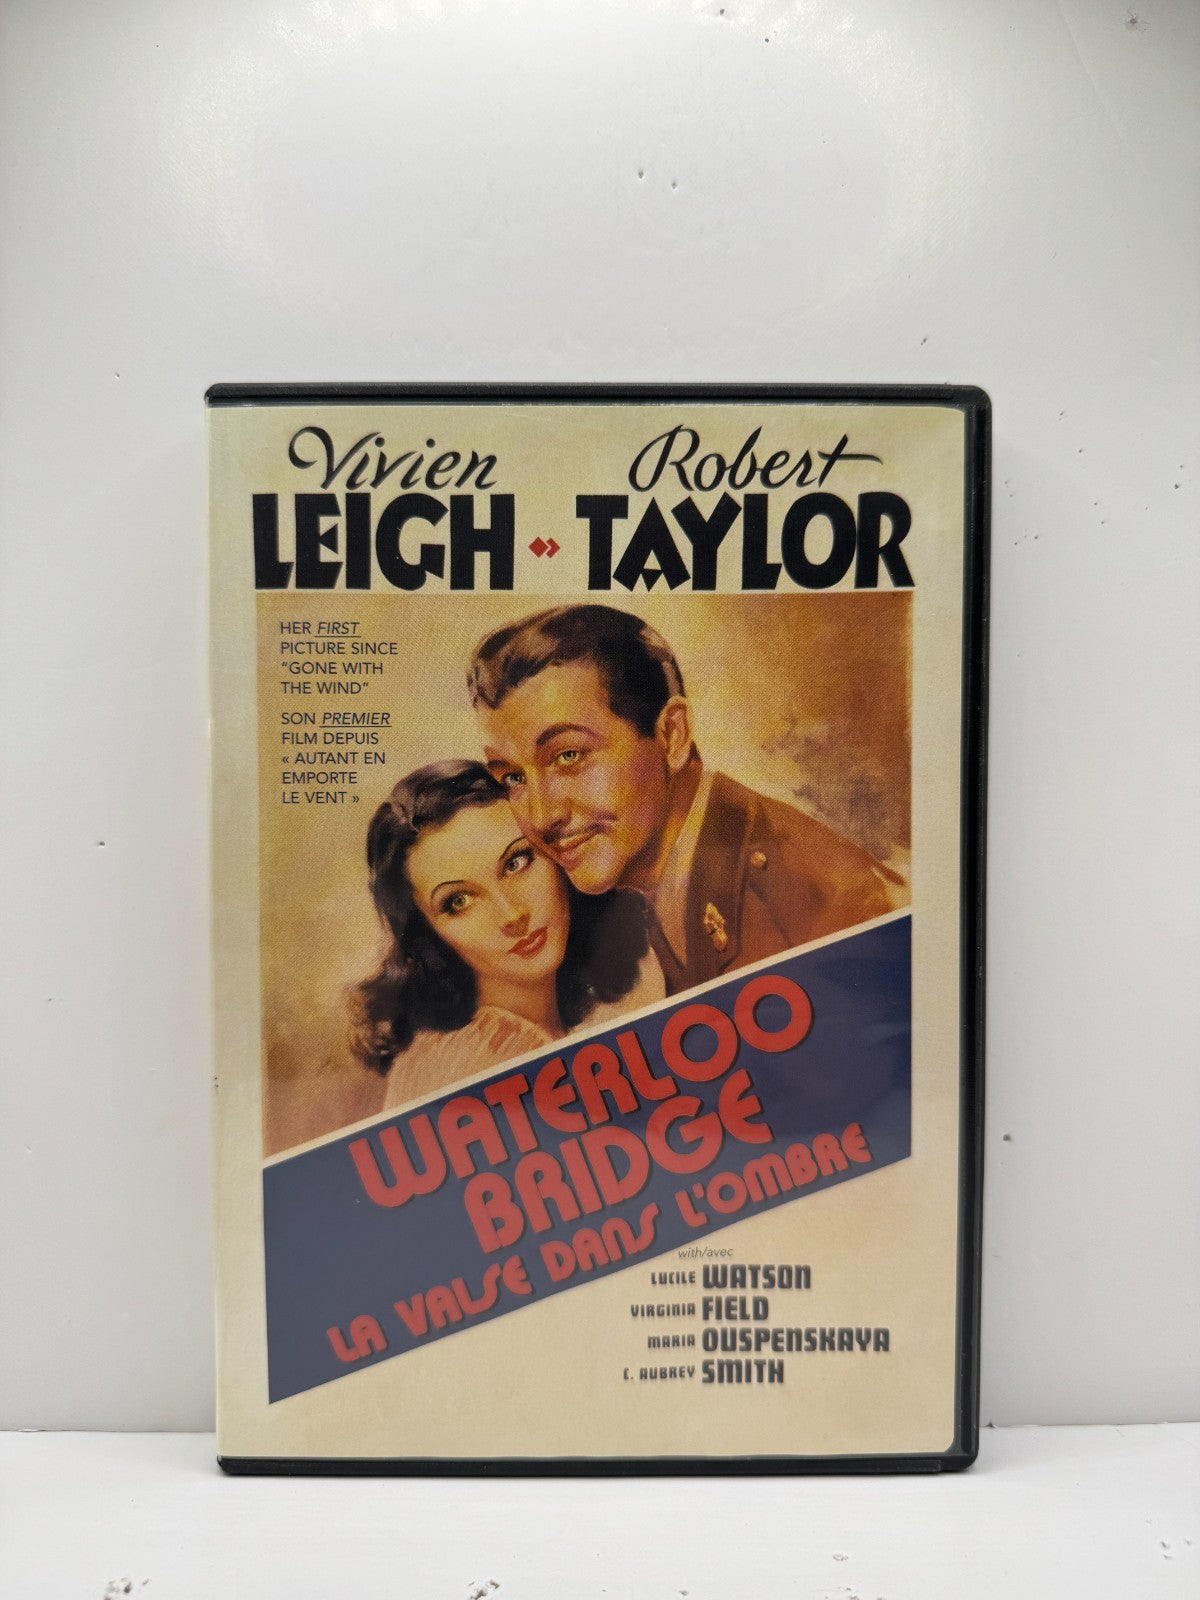 Vivien Robert
LEIGH TAYLOR
HER FIRST
PICTURE SINCE
"GONE WITH
THE WIND"
SON PREMIER
FILM DEPUIS
« AUTANT EN
EMPORTE
LE VENT »
WATERLOO
BRIDGE
LA VALSE DANS L'OMBRE
with/avec
LUCILE WATSON
VIRGINIA FIELD
MARIA OUSPENSKAYA
C. AUBREY SMITH